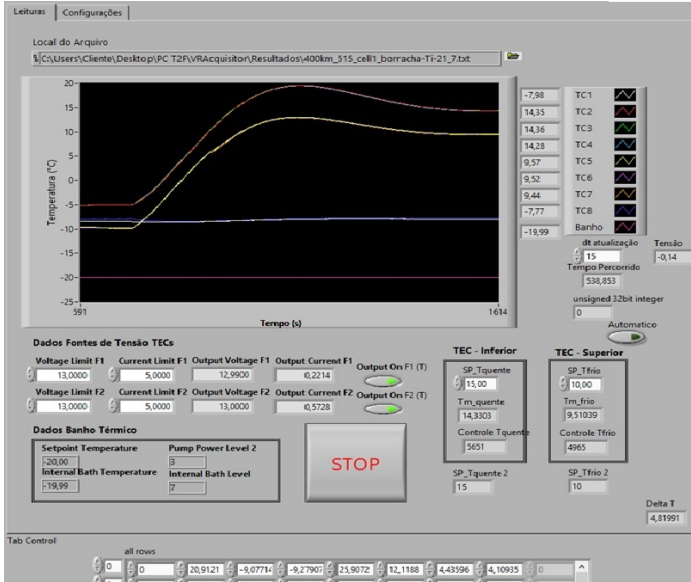 Leituras Configurações
Local do Arquivo
C:\Users\Cliente\Desktop\PC T2F\VRAcquisitor\Resultados\400km_515_cell1_borracha-Ti-21_7.txt
Temperatura (°C)
20-
15-
10-
5-
0-
-5-
-10-
-15-
-20-
-25-
591 1614
Tempo (s)
-7,98 TC1
14,35 TC2
14,36 TC3
14,28 TC4
9,57 TC5
9,52 TC6
9,44 TC7
-7,77 TC8
-19,99 Banho
dt atualização Tensão
15 -0,14
Tempo Percorrido
538,853
unsigned 32bit integer
0
Automatico
Dados Fontes de Tensão TECs
Voltage Limit F1 Current Limit F1 Output Voltage F1 Output Current F1 Output On F1 (T)
13,0000 5,0000 12,9900 0,2214
Voltage Limit F2 Current Limit F2 Output Voltage F2 Output Current F2 Output On F2 (T)
13,0000 5,0000 13,0000 0,5728
Dados Banho Térmico
Setpoint Temperature Pump Power Level 2
-20,00 3
Internal Bath Temperature Internal Bath Level
-19,99 7
STOP
TEC - Inferior
SP_Tquente
15,00
Tm_quente
14,3303
Controle Tquente
5651
SP_Tquente 2
15
TEC - Superior
SP_Tfrio
10,00
Tm_frio
9,51039
Controle Tfrio
4965
SP_Tfrio 2
10
Delta T
4,81991
Tab Control
all rows
0 0 20,9121 -9,07714 -9,27907 25,9072 12,1188 4,43596 4,10935 0